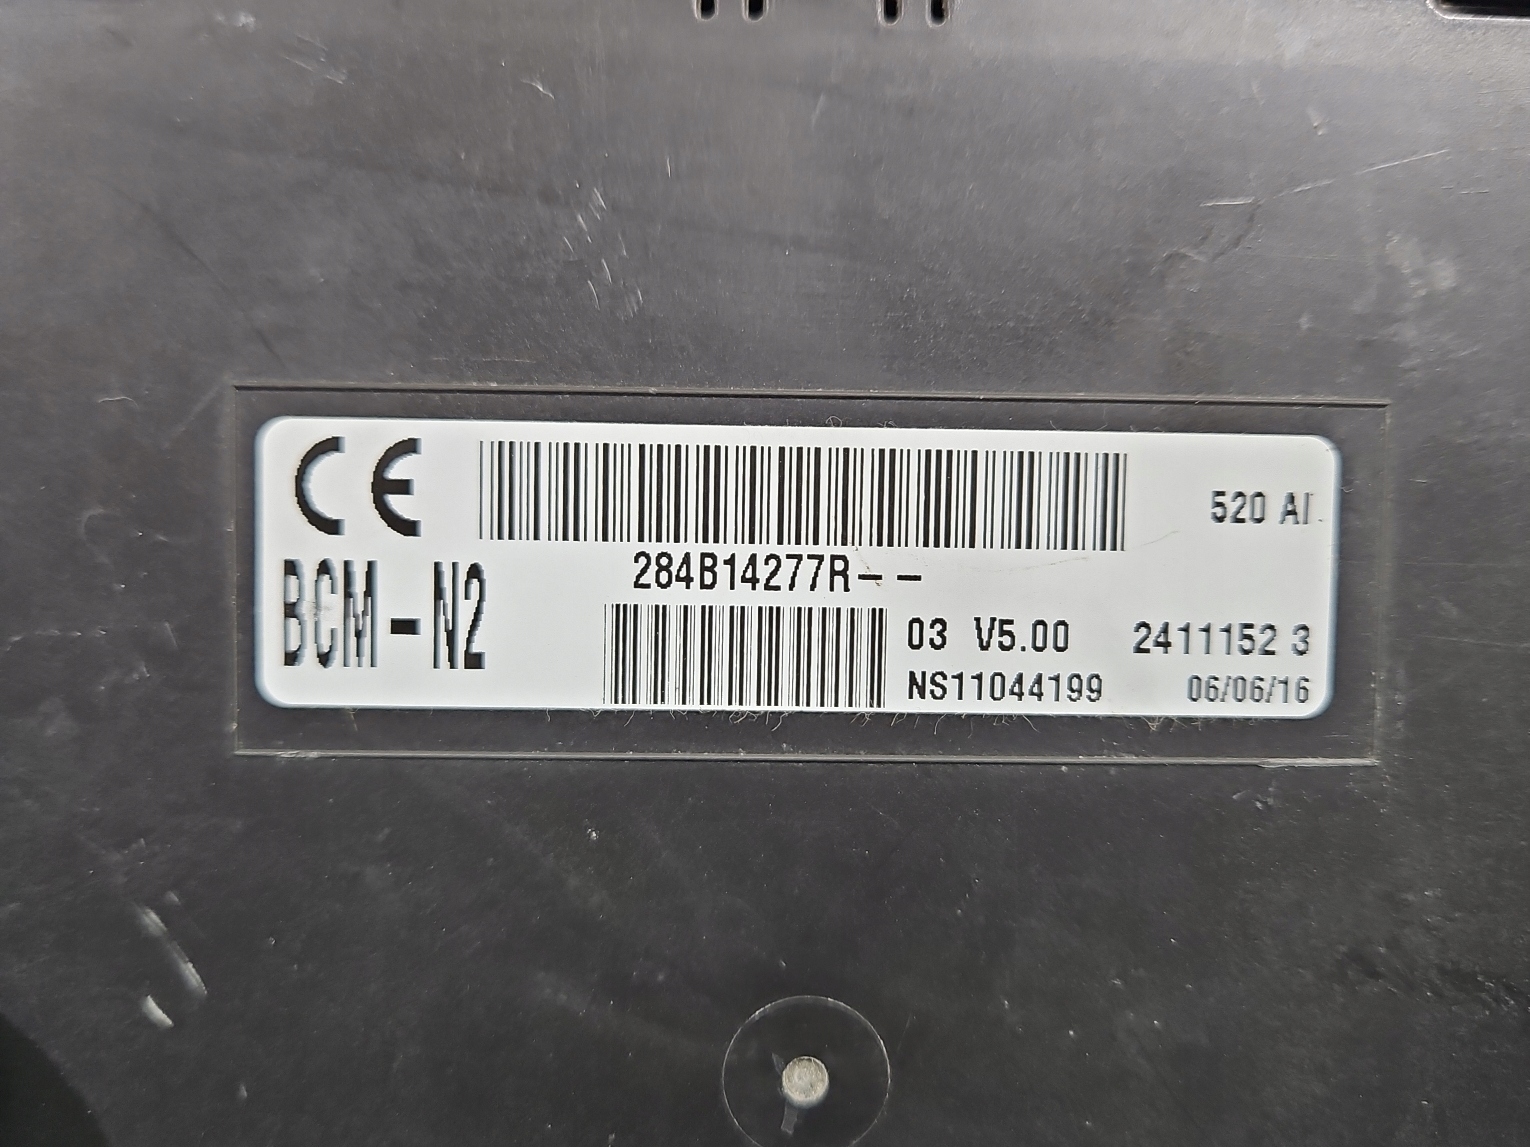 CE
520 AI
284B14277R--
BCM-N2
03 V5.00
2411152 3
NS11044199
06/06/16